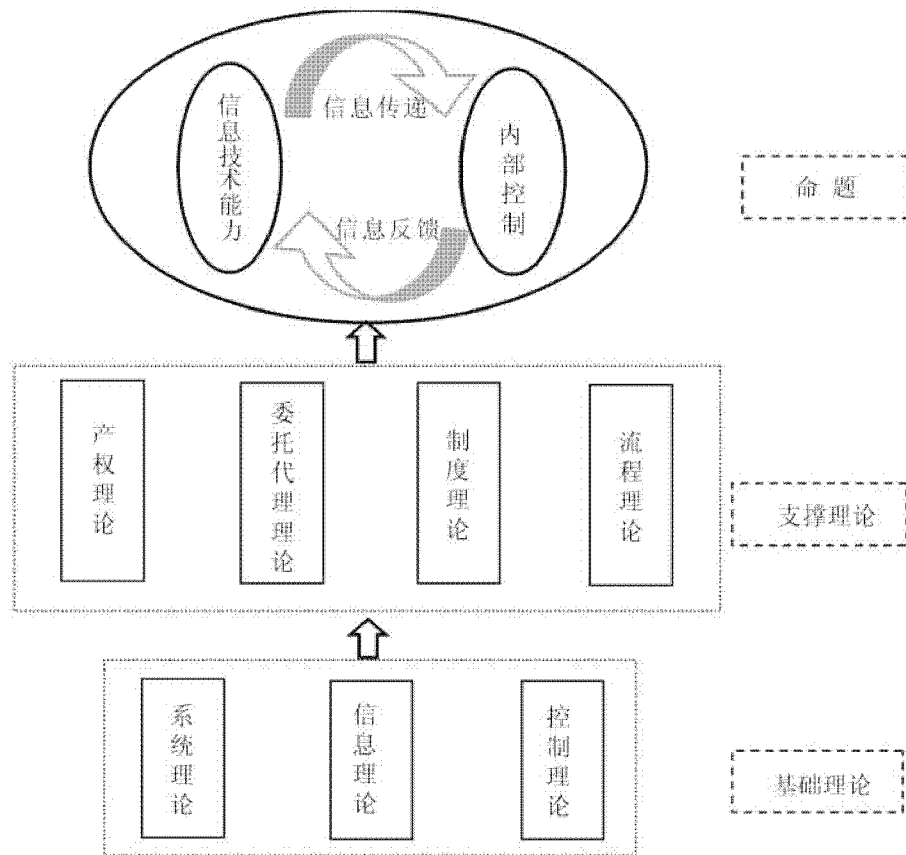 信息技术能力
信息传递
信息反馈
内部控制
命 题
产权理论
委托代理理论
制度理论
流程理论
支撑理论
系统理论
信息理论
控制理论
基础理论